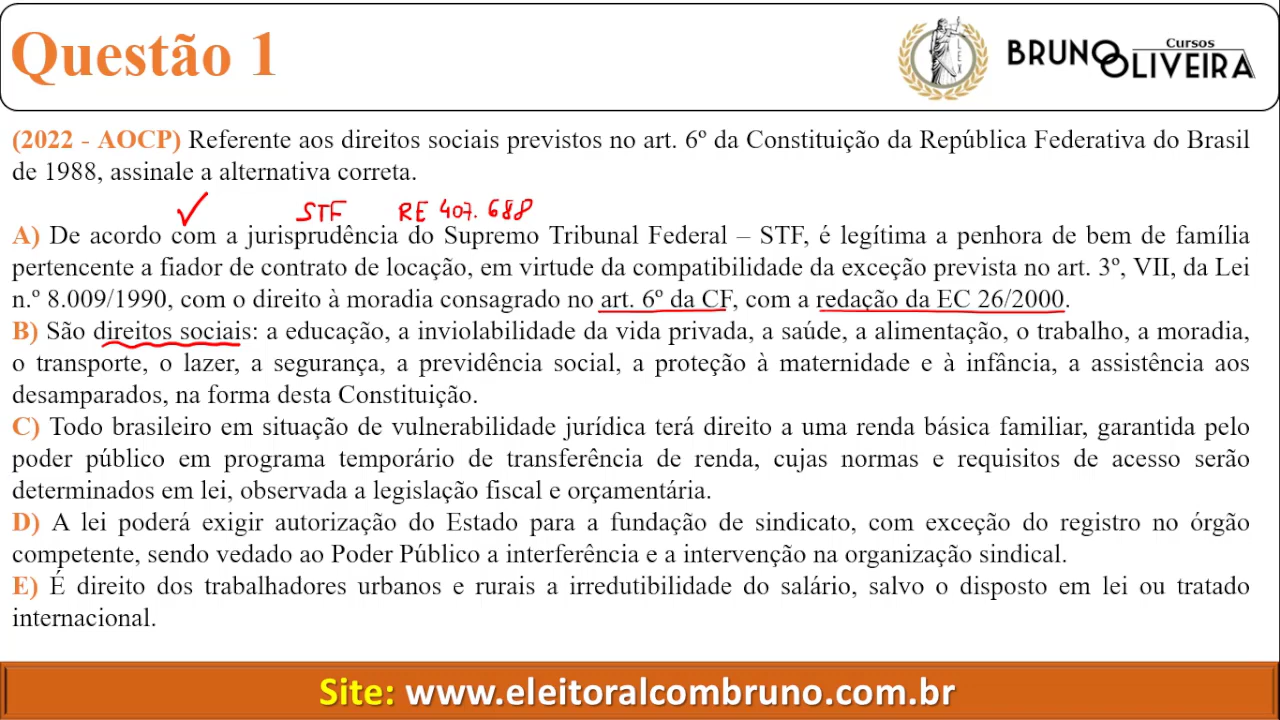 Questão 1
LEX
BRUNO OLIVEIRA Cursos
(2022 - AOCP) Referente aos direitos sociais previstos no art. 6º da Constituição da República Federativa do Brasil
de 1988, assinale a alternativa correta.
STF RE 407.688
A) De acordo com a jurisprudência do Supremo Tribunal Federal – STF, é legítima a penhora de bem de família
pertencente a fiador de contrato de locação, em virtude da compatibilidade da exceção prevista no art. 3º, VII, da Lei
n.º 8.009/1990, com o direito à moradia consagrado no art. 6º da CF, com a redação da EC 26/2000.
B) São direitos sociais: a educação, a inviolabilidade da vida privada, a saúde, a alimentação, o trabalho, a moradia,
o transporte, o lazer, a segurança, a previdência social, a proteção à maternidade e à infância, a assistência aos
desamparados, na forma desta Constituição.
C) Todo brasileiro em situação de vulnerabilidade jurídica terá direito a uma renda básica familiar, garantida pelo
poder público em programa temporário de transferência de renda, cujas normas e requisitos de acesso serão
determinados em lei, observada a legislação fiscal e orçamentária.
D) A lei poderá exigir autorização do Estado para a fundação de sindicato, com exceção do registro no órgão
competente, sendo vedado ao Poder Público a interferência e a intervenção na organização sindical.
E) É direito dos trabalhadores urbanos e rurais a irredutibilidade do salário, salvo o disposto em lei ou tratado
internacional.
Site: www.eleitoralcombruno.com.br